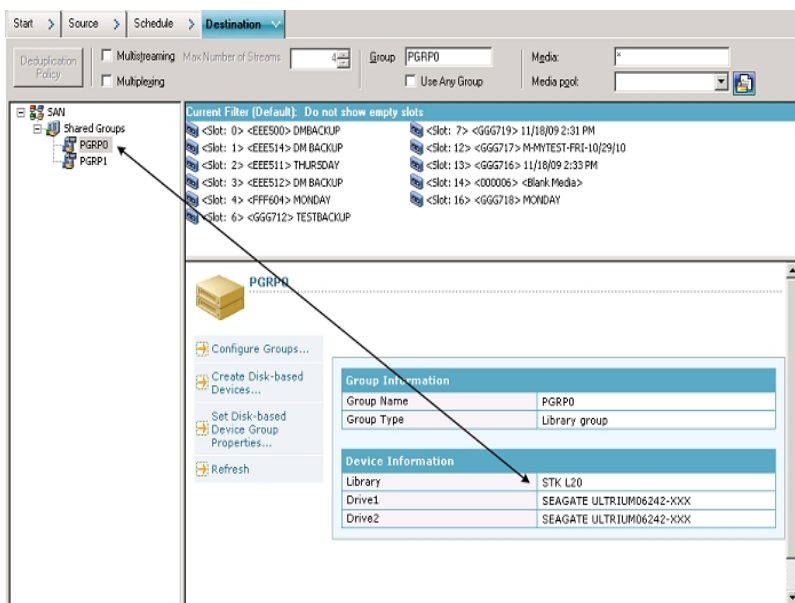 Start > Source > Schedule > Destination
Deduplication Policy
Multistreaming Max Number of Streams 4
Multiplexing
Group PGRP0
Use Any Group
Media: *
Media pool:
SAN
Shared Groups
PGRP0
PGRP1
Current Filter (Default): Do not show empty slots
<Slot: 0> <EEE500> DMBACKUP
<Slot: 1> <EEE514> DM BACKUP
<Slot: 2> <EEE511> THURSDAY
<Slot: 3> <EEE512> DM BACKUP
<Slot: 4> <FFF604> MONDAY
<Slot: 6> <GGG712> TESTBACKUP
<Slot: 7> <GGG719> 11/18/09 2:31 PM
<Slot: 12> <GGG717> M-MYTEST-FRI-10/29/10
<Slot: 13> <GGG716> 11/18/09 2:33 PM
<Slot: 14> <000006> <Blank Media>
<Slot: 16> <GGG718> MONDAY
PGRP0
Configure Groups...
Create Disk-based
Devices...
Set Disk-based
Device Group
Properties...
Refresh
Group Information
Group Name PGRP0
Group Type Library group
Device Information
Library STK L20
Drive1 SEAGATE ULTRIUM06242-XXX
Drive2 SEAGATE ULTRIUM06242-XXX